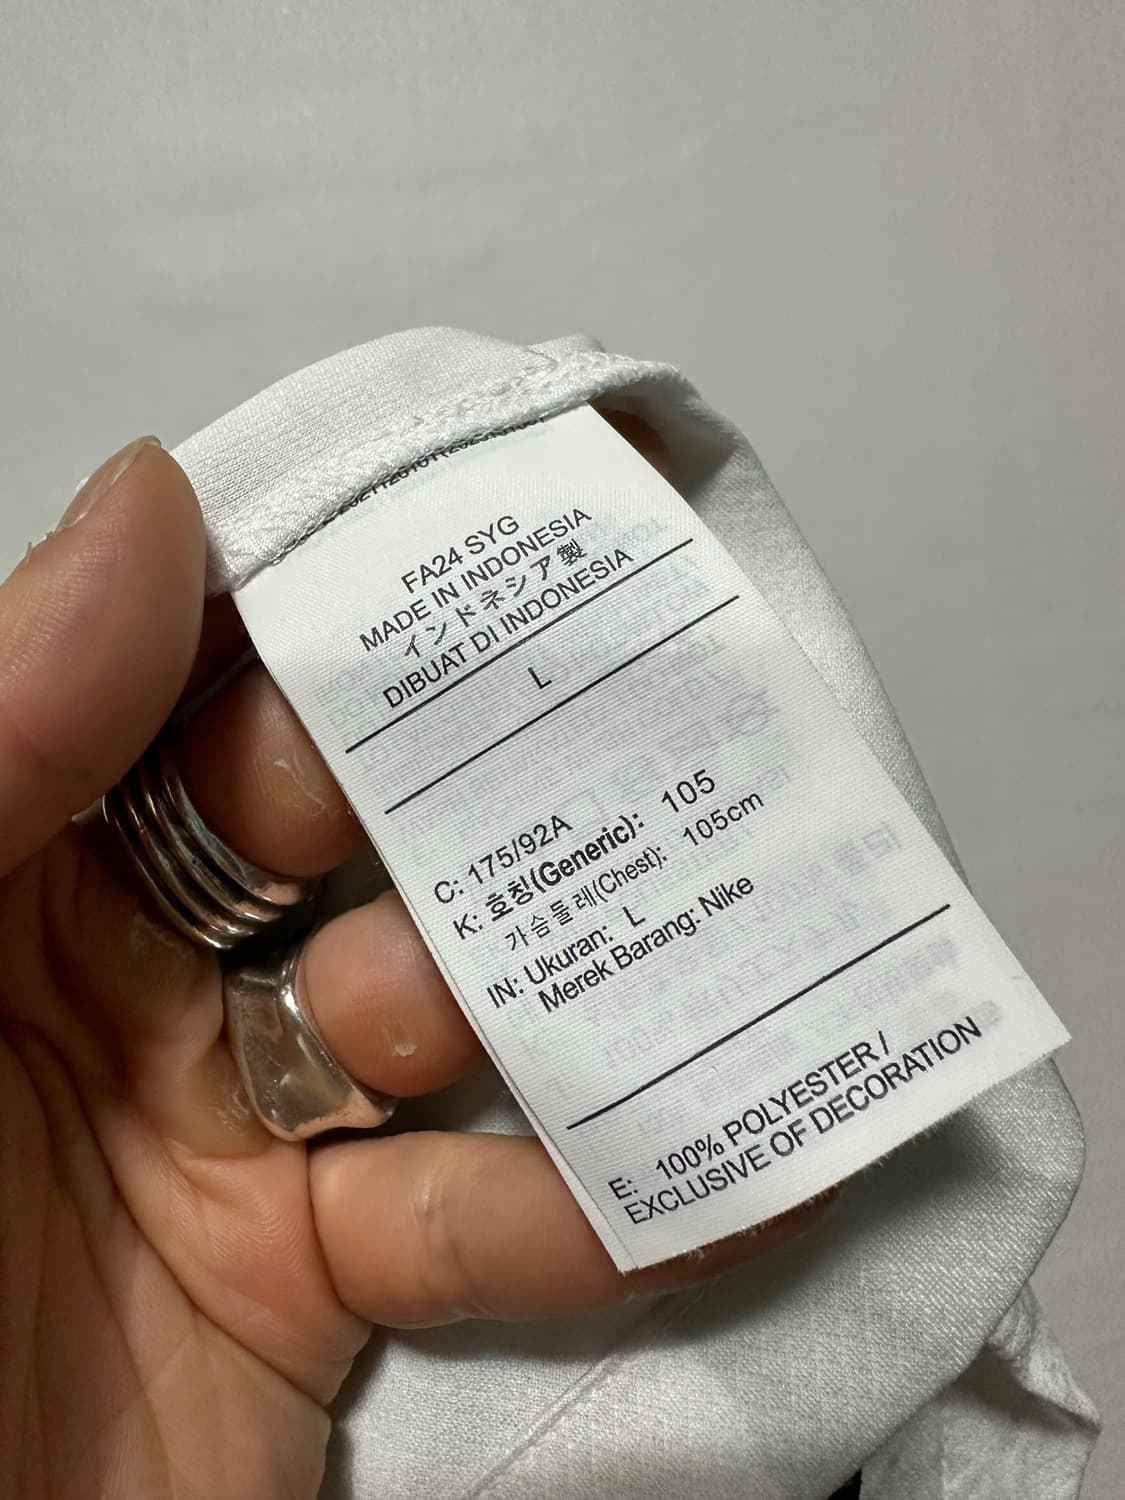 FA24 SYG
MADE IN INDONESIA
インドネシア製
DIBUAT DI INDONESIA
L
C: 175/92A
K: 호칭(Generic): 105
가슴둘레(Chest): 105cm
IN: Ukuran: L
Merek Barang: Nike
E: 100% POLYESTER /
EXCLUSIVE OF DECORATION